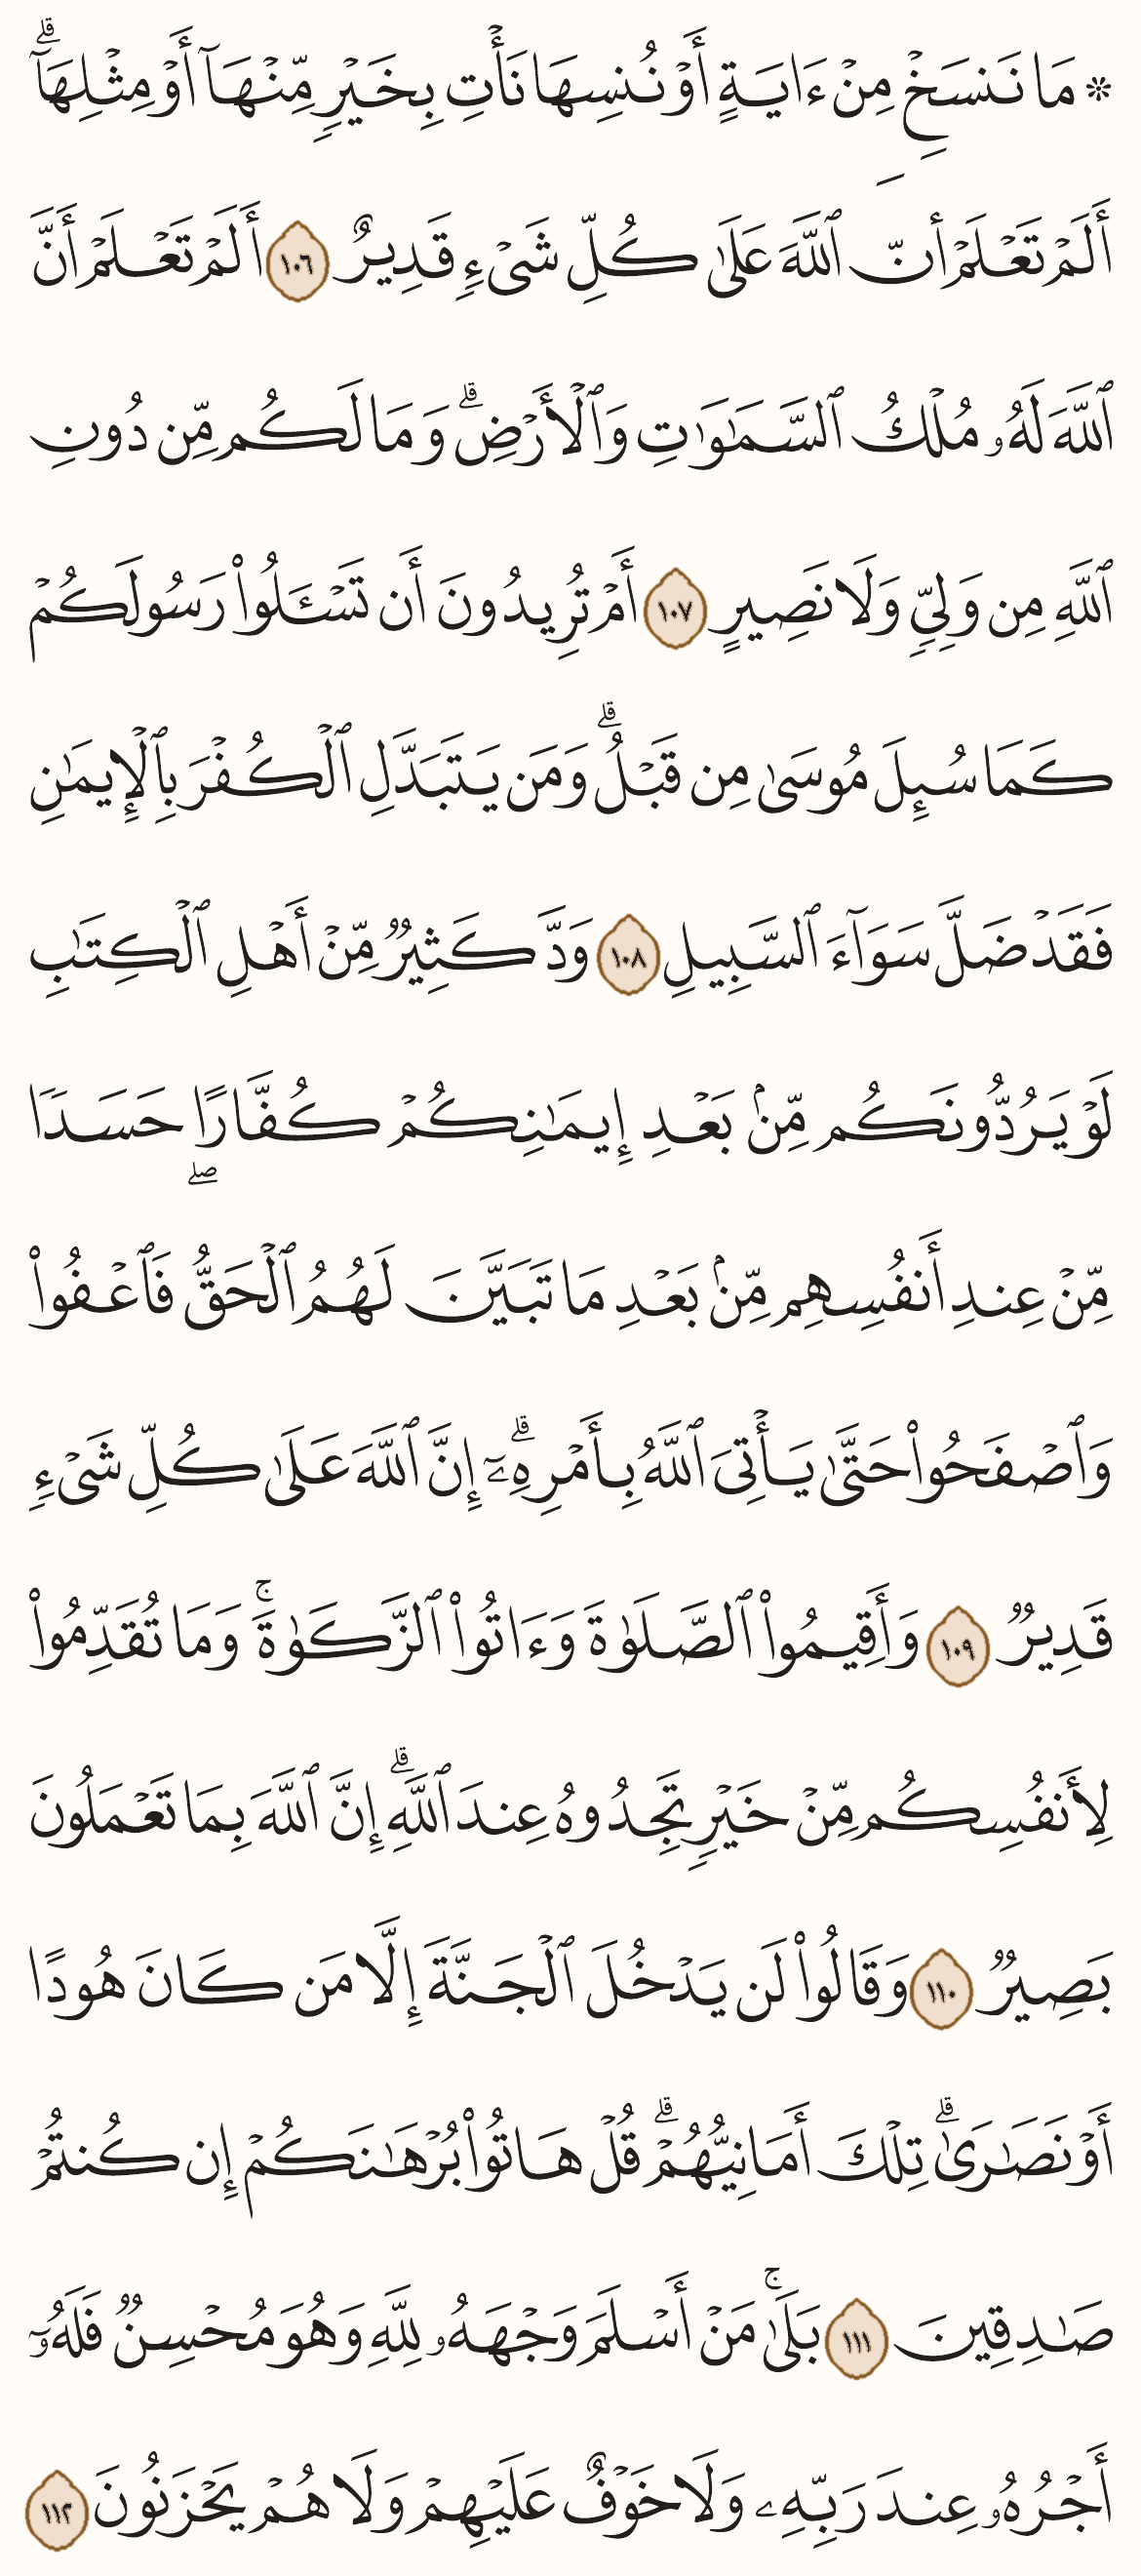 ۞ مَا نَنسَخۡ مِنۡ ءَايَةٍ أَوۡ نُنسِهَا نَأۡتِ بِخَيۡرٖ مِّنۡهَآ أَوۡ مِثۡلِهَآۗ
أَلَمۡ تَعۡلَمۡ أَنَّ ٱللَّهَ عَلَىٰ كُلِّ شَيۡءٖ قَدِيرٌ ١٠٦ أَلَمۡ تَعۡلَمۡ أَنَّ
ٱللَّهَ لَهُۥ مُلۡكُ ٱلسَّمَٰوَٰتِ وَٱلۡأَرۡضِۗ وَمَا لَكُم مِّن دُونِ
ٱللَّهِ مِن وَلِيّٖ وَلَا نَصِيرٍ ١٠٧ أَمۡ تُرِيدُونَ أَن تَسۡـَٔلُواْ رَسُولَكُمۡ
كَمَا سُئِلَ مُوسَىٰ مِن قَبۡلُۗ وَمَن يَتَبَدَّلِ ٱلۡكُفۡرَ بِٱلۡإِيمَٰنِ
فَقَدۡ ضَلَّ سَوَآءَ ٱلسَّبِيلِ ١٠٨ وَدَّ كَثِيرٞ مِّنۡ أَهۡلِ ٱلۡكِتَٰبِ
لَوۡ يَرُدُّونَكُم مِّنۢ بَعۡدِ إِيمَٰنِكُمۡ كُفَّارًا حَسَدٗا
مِّنۡ عِندِ أَنفُسِهِم مِّنۢ بَعۡدِ مَا تَبَيَّنَ لَهُمُ ٱلۡحَقُّۖ فَٱعۡفُواْ
وَٱصۡفَحُواْ حَتَّىٰ يَأۡتِيَ ٱللَّهُ بِأَمۡرِهِۦٓۗ إِنَّ ٱللَّهَ عَلَىٰ كُلِّ شَيۡءٖ
قَدِيرٞ ١٠٩ وَأَقِيمُواْ ٱلصَّلَوٰةَ وَءَاتُواْ ٱلزَّكَوٰةَۚ وَمَا تُقَدِّمُواْ
لِأَنفُسِكُم مِّنۡ خَيۡرٖ تَجِدُوهُ عِندَ ٱللَّهِۗ إِنَّ ٱللَّهَ بِمَا تَعۡمَلُونَ
بَصِيرٞ ١١٠ وَقَالُواْ لَن يَدۡخُلَ ٱلۡجَنَّةَ إِلَّا مَن كَانَ هُودًا
أَوۡ نَصَٰرَىٰۗ تِلۡكَ أَمَانِيُّهُمۡۗ قُلۡ هَاتُواْ بُرۡهَٰنَكُمۡ إِن كُنتُمۡ
صَٰدِقِينَ ١١١ بَلَىٰۚ مَنۡ أَسۡلَمَ وَجۡهَهُۥ لِلَّهِ وَهُوَ مُحۡسِنٞ فَلَهُۥٓ
أَجۡرُهُۥ عِندَ رَبِّهِۦ وَلَا خَوۡفٌ عَلَيۡهِمۡ وَلَا هُمۡ يَحۡزَنُونَ ١١٢